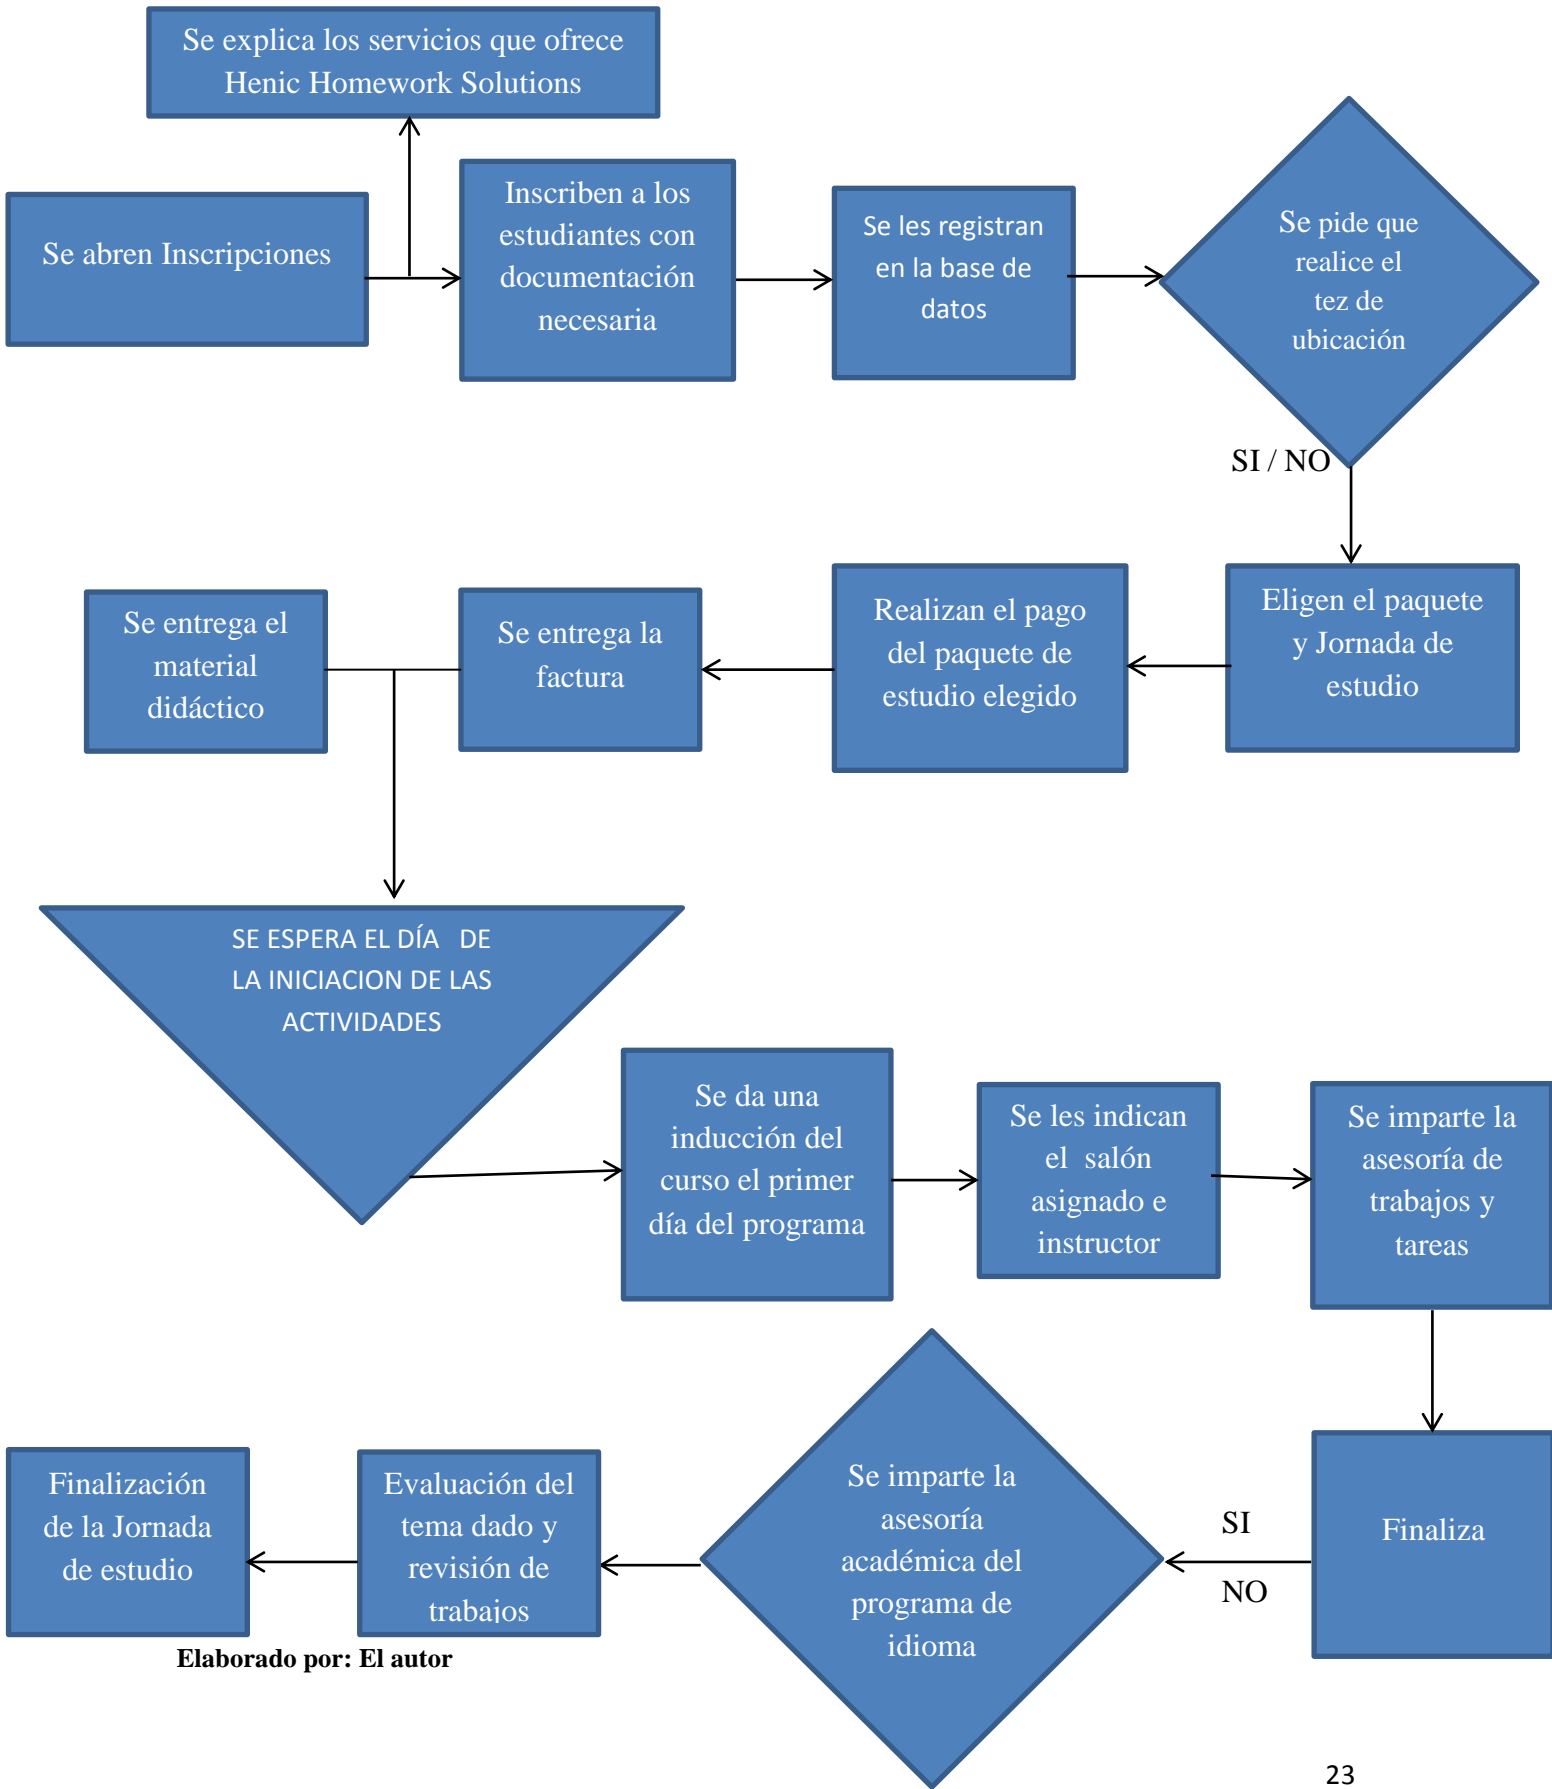 Se explica los servicios que ofrece
Henic Homework Solutions
Se abren Inscripciones
Inscriben a los
estudiantes con
documentación
necesaria
Se les registran
en la base de
datos
Se pide que
realice el
tez de
ubicación
SI / NO
Eligen el paquete
y Jornada de
estudio
Realizan el pago
del paquete de
estudio elegido
Se entrega la
factura
Se entrega el
material
didáctico
SE ESPERA EL DÍA DE
LA INICIACION DE LAS
ACTIVIDADES
Se da una
inducción del
curso el primer
día del programa
Se les indican
el salón
asignado e
instructor
Se imparte la
asesoría de
trabajos y
tareas
Finaliza
SI
NO
Se imparte la
asesoría
académica del
programa de
idioma
Evaluación del
tema dado y
revisión de
trabajos
Finalización
de la Jornada
de estudio
Elaborado por: El autor
23